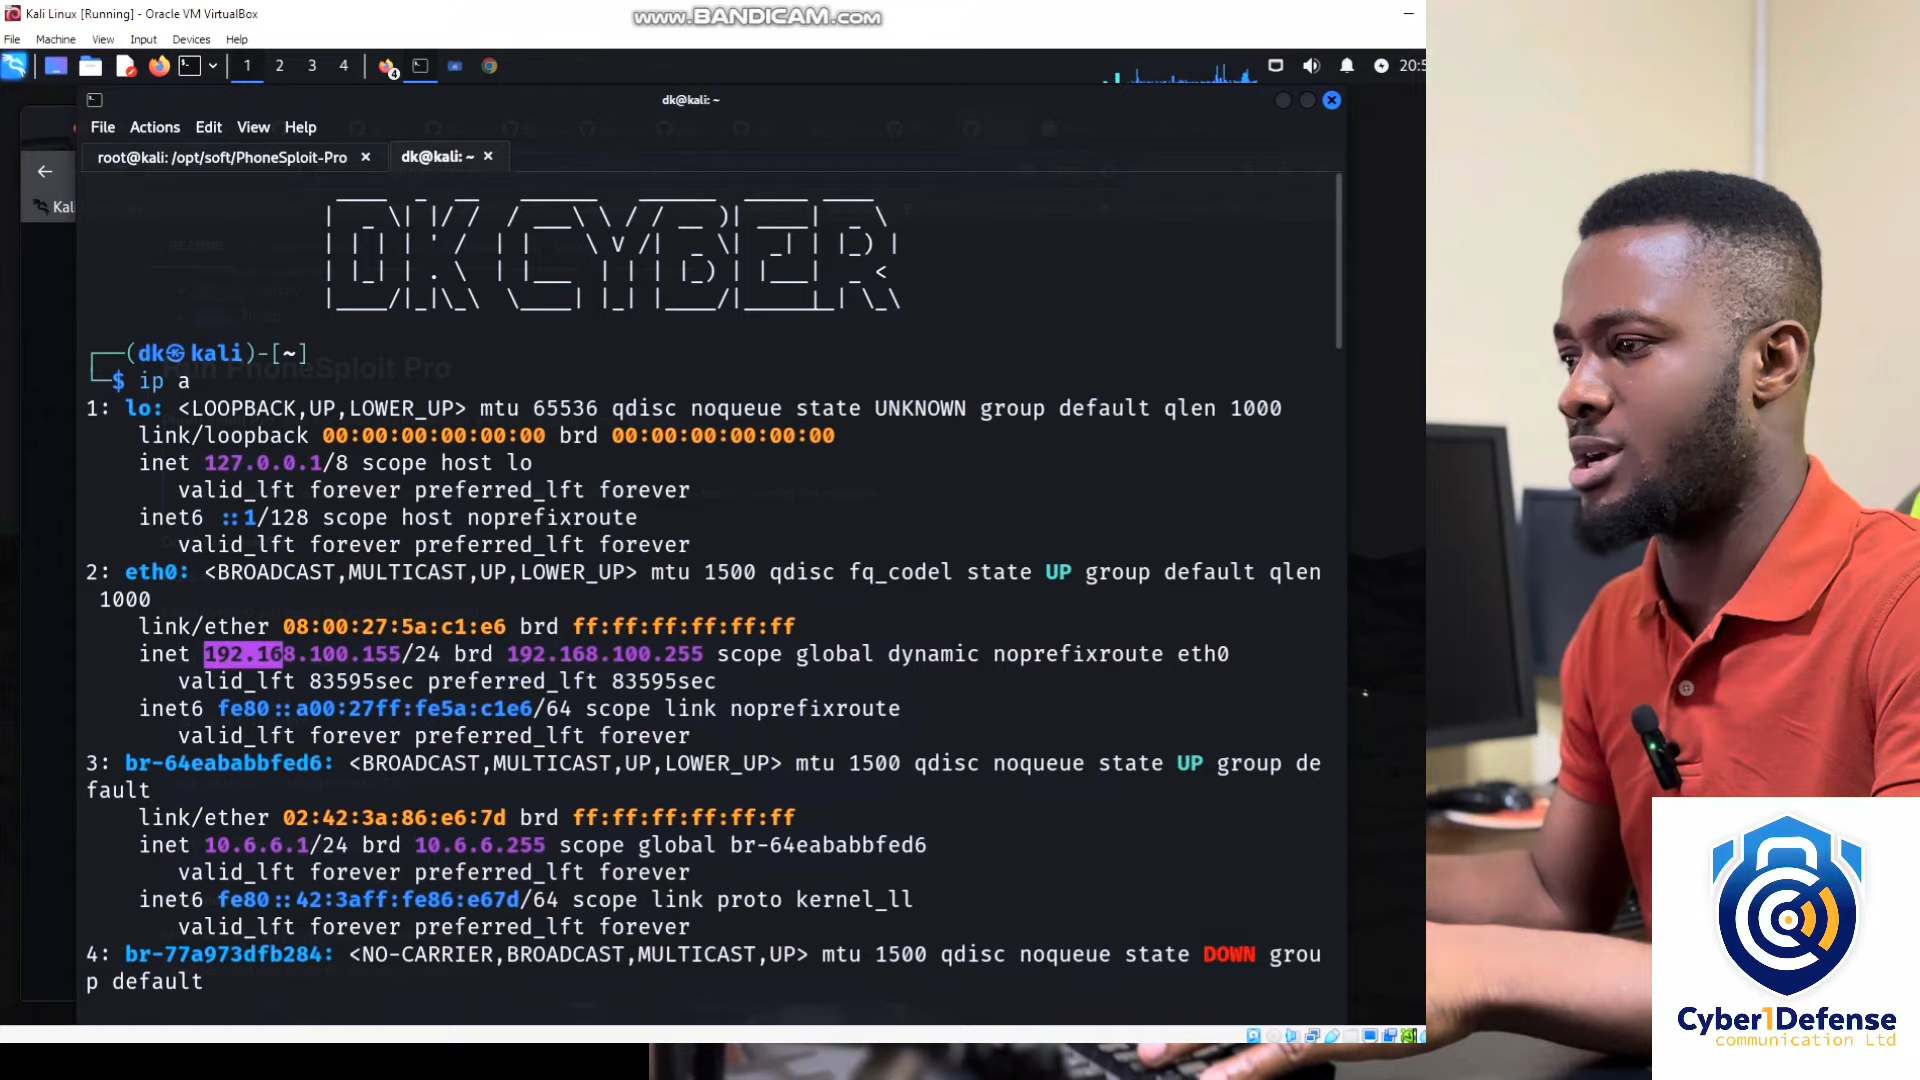 Kali Linux [Running] - Oracle VM VirtualBox
www.BANDICAM.com
File Machine View Input Devices Help
1 2 3 4
4
20:5
dk@kali: ~
File Actions Edit View Help
root@kali: /opt/soft/PhoneSploit-Pro × dk@kali: ~ ×
Kal
DK CYBER
Run PhoneSploit Pro
┌──(dk㉿kali)-[~]
└─$ ip a
1: lo: <LOOPBACK,UP,LOWER_UP> mtu 65536 qdisc noqueue state UNKNOWN group default qlen 1000
link/loopback 00:00:00:00:00:00 brd 00:00:00:00:00:00
inet 127.0.0.1/8 scope host lo
valid_lft forever preferred_lft forever
inet6 ::1/128 scope host noprefixroute
valid_lft forever preferred_lft forever
2: eth0: <BROADCAST,MULTICAST,UP,LOWER_UP> mtu 1500 qdisc fq_codel state UP group default qlen
1000
link/ether 08:00:27:5a:c1:e6 brd ff:ff:ff:ff:ff:ff
inet 192.168.100.155/24 brd 192.168.100.255 scope global dynamic noprefixroute eth0
valid_lft 83595sec preferred_lft 83595sec
inet6 fe80::a00:27ff:fe5a:c1e6/64 scope link noprefixroute
valid_lft forever preferred_lft forever
3: br-64eababbfed6: <BROADCAST,MULTICAST,UP,LOWER_UP> mtu 1500 qdisc noqueue state UP group de
fault
link/ether 02:42:3a:86:e6:7d brd ff:ff:ff:ff:ff:ff
inet 10.6.6.1/24 brd 10.6.6.255 scope global br-64eababbfed6
valid_lft forever preferred_lft forever
inet6 fe80::42:3aff:fe86:e67d/64 scope link proto kernel_ll
valid_lft forever preferred_lft forever
4: br-77a973dfb284: <NO-CARRIER,BROADCAST,MULTICAST,UP> mtu 1500 qdisc noqueue state DOWN grou
p default
Cyber1Defense
communication Ltd